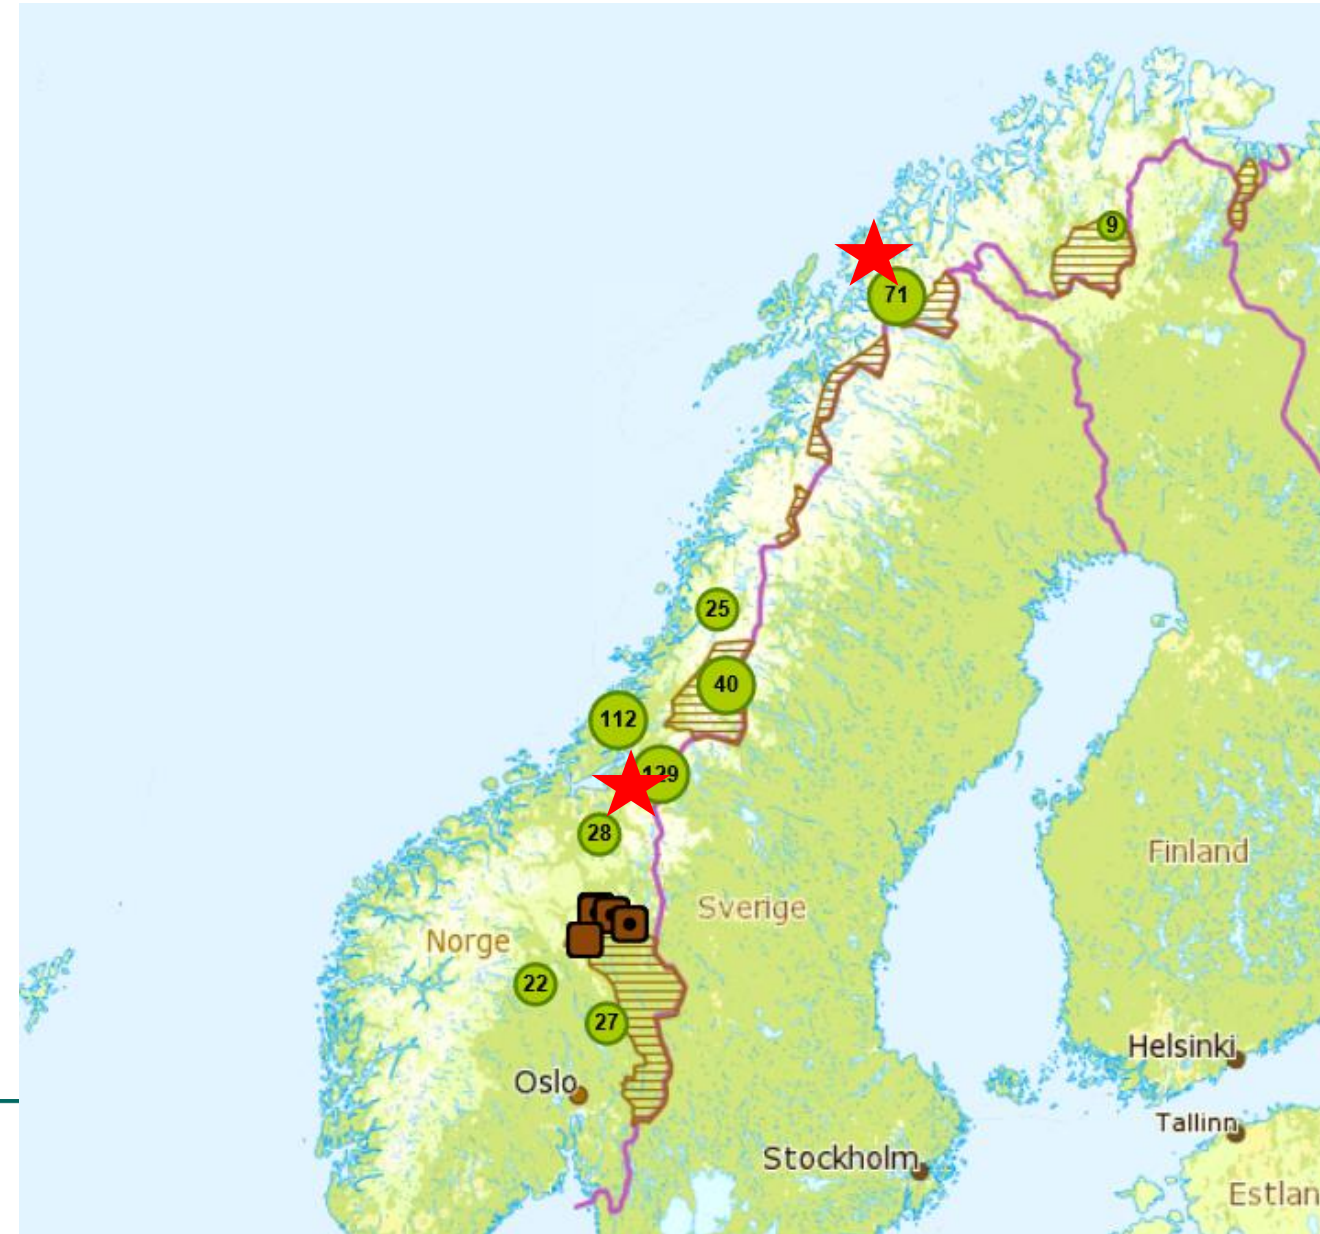 9
71
25
40
112
129
28
Finland
Sverige
Norge
22
27
Helsinki
Oslo
Tallinn
Stockholm
Estlan